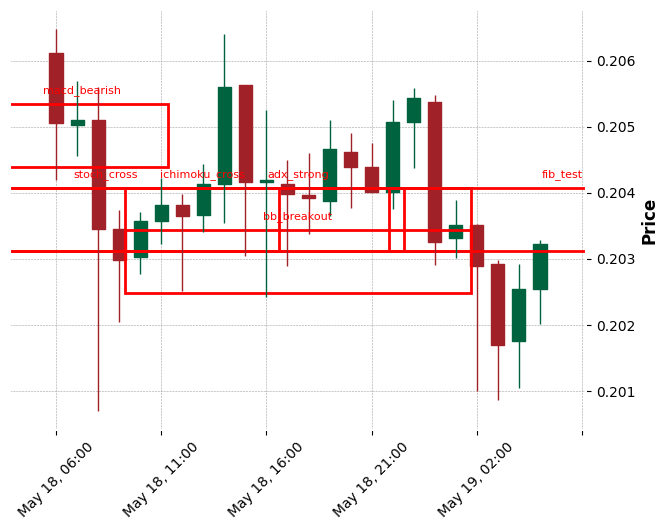 0.206
macd_bearish
0.205
stoch_cross
chimoku_cross
adx_strong
fib_test
0.204
bb_breakout
Price
0.203
0.202
0.201
May 18, 06:00
May 18, 11:00
May 18, 16:00
May 18, 21:00
May 19, 02:00